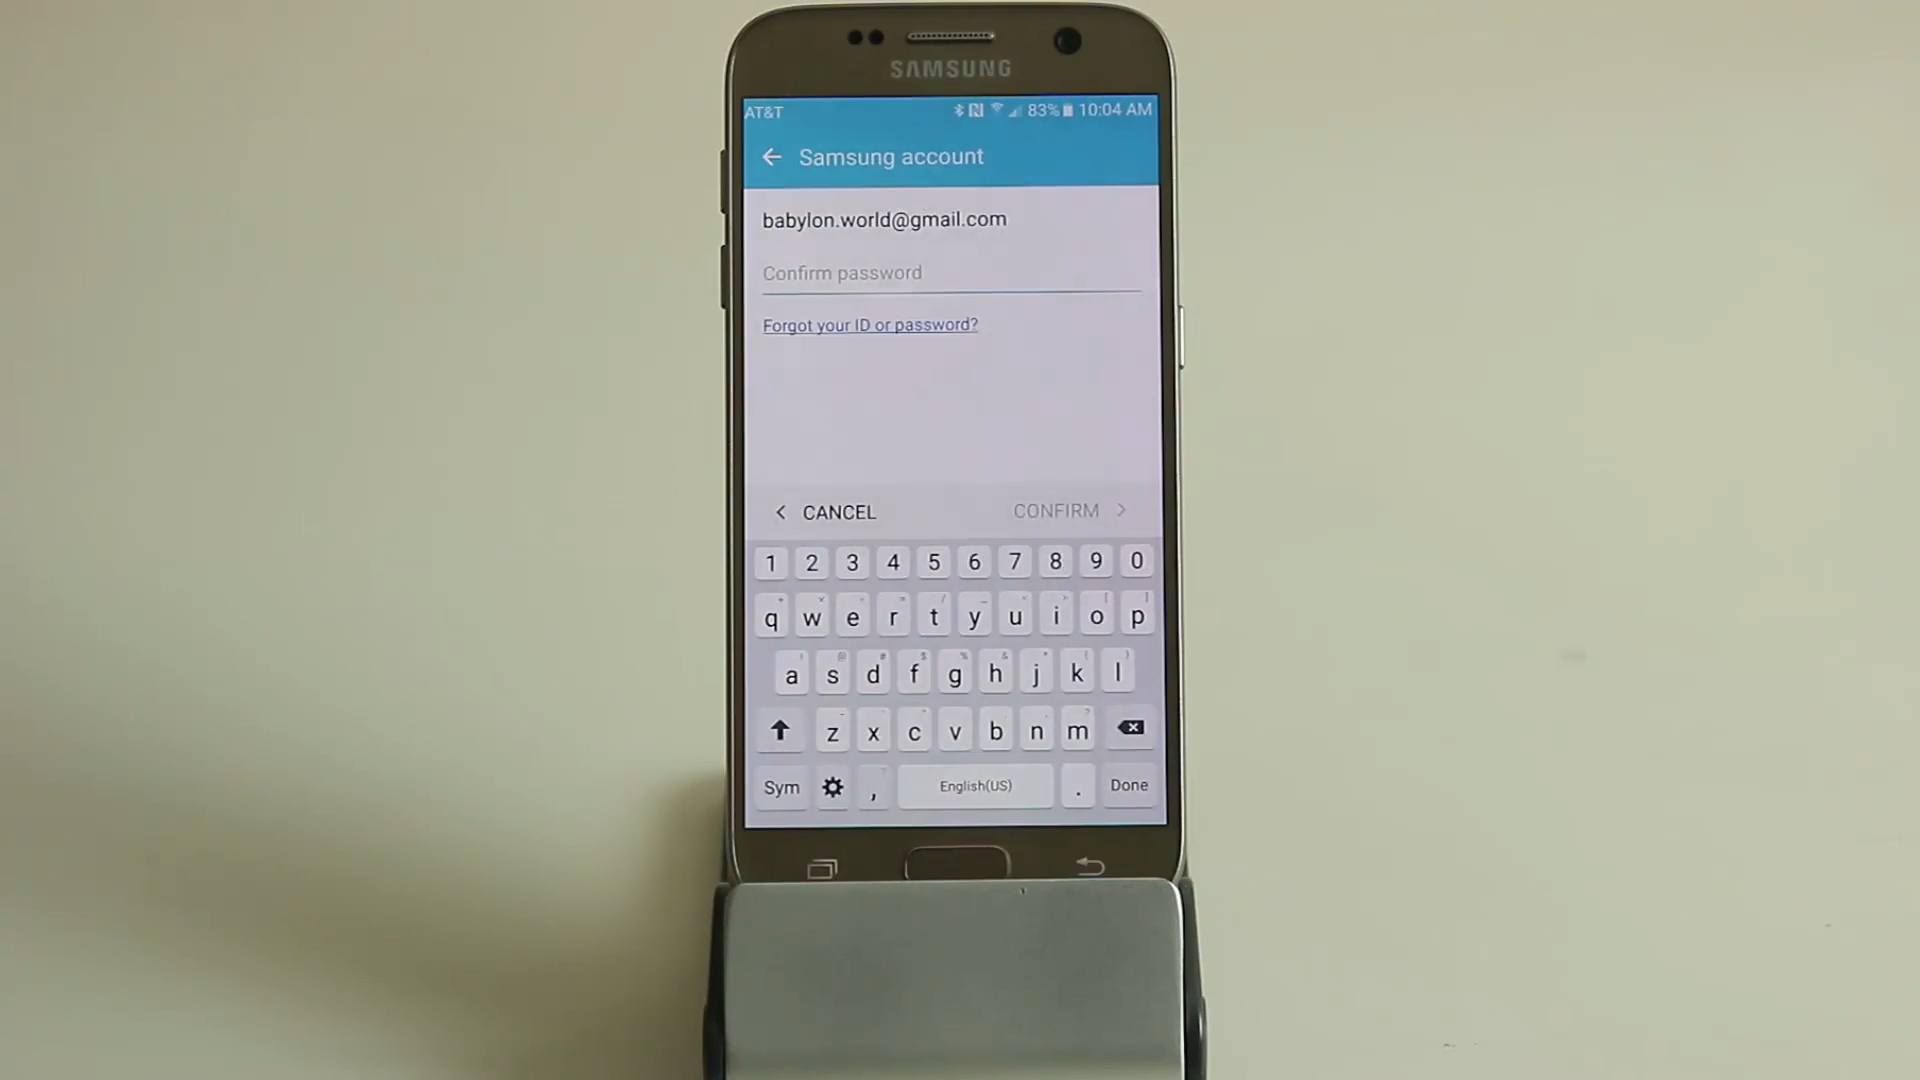 SAMSUNG
AT&T 83% 10:04 AM
Samsung account
babylon.world@gmail.com
Confirm password
Forgot your ID or password?
CANCEL CONFIRM
1 2 3 4 5 6 7 8 9 0
q w e r t y u i o p
a s d f g h j k l
z x c v b n m
Sym , English(US) . Done